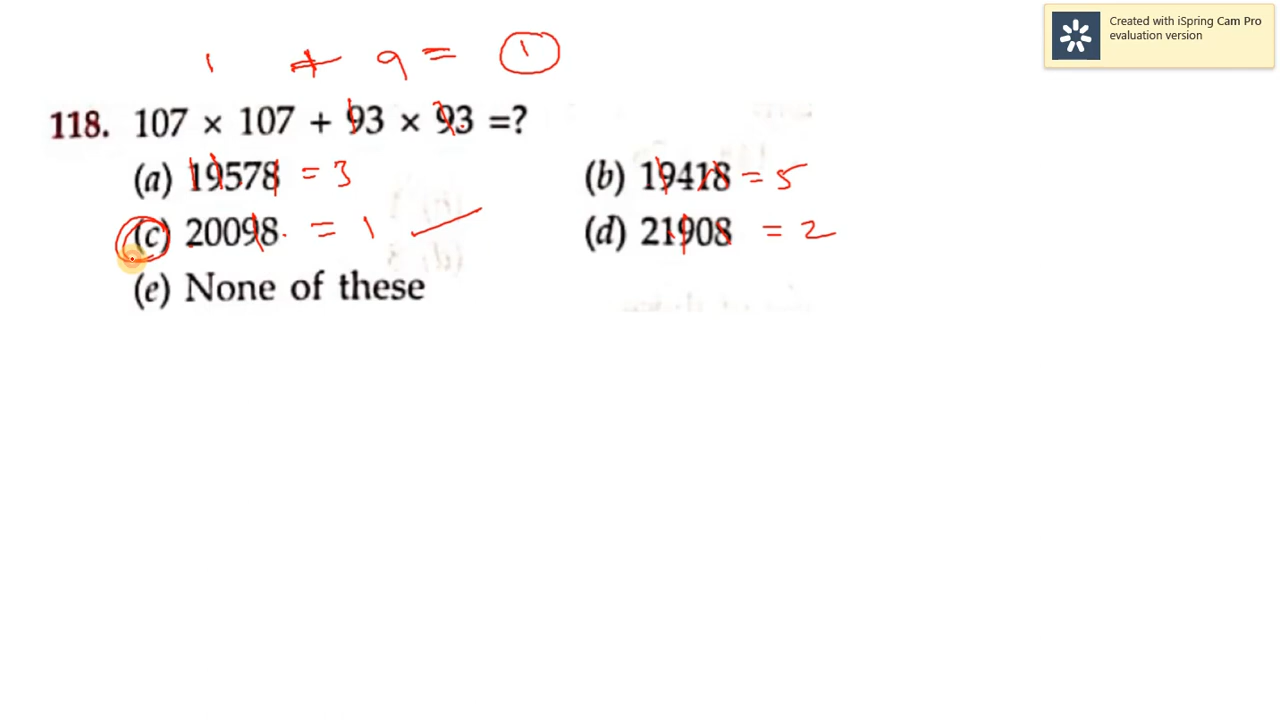 Created with iSpring Cam Pro
evaluation version
1 + 9 = 1
118. 107 × 107 + 93 × 93 =?
(a) 19578 = 3 (b) 19418 = 5
(c) 20098 = 1 (d) 21908 = 2
(e) None of these